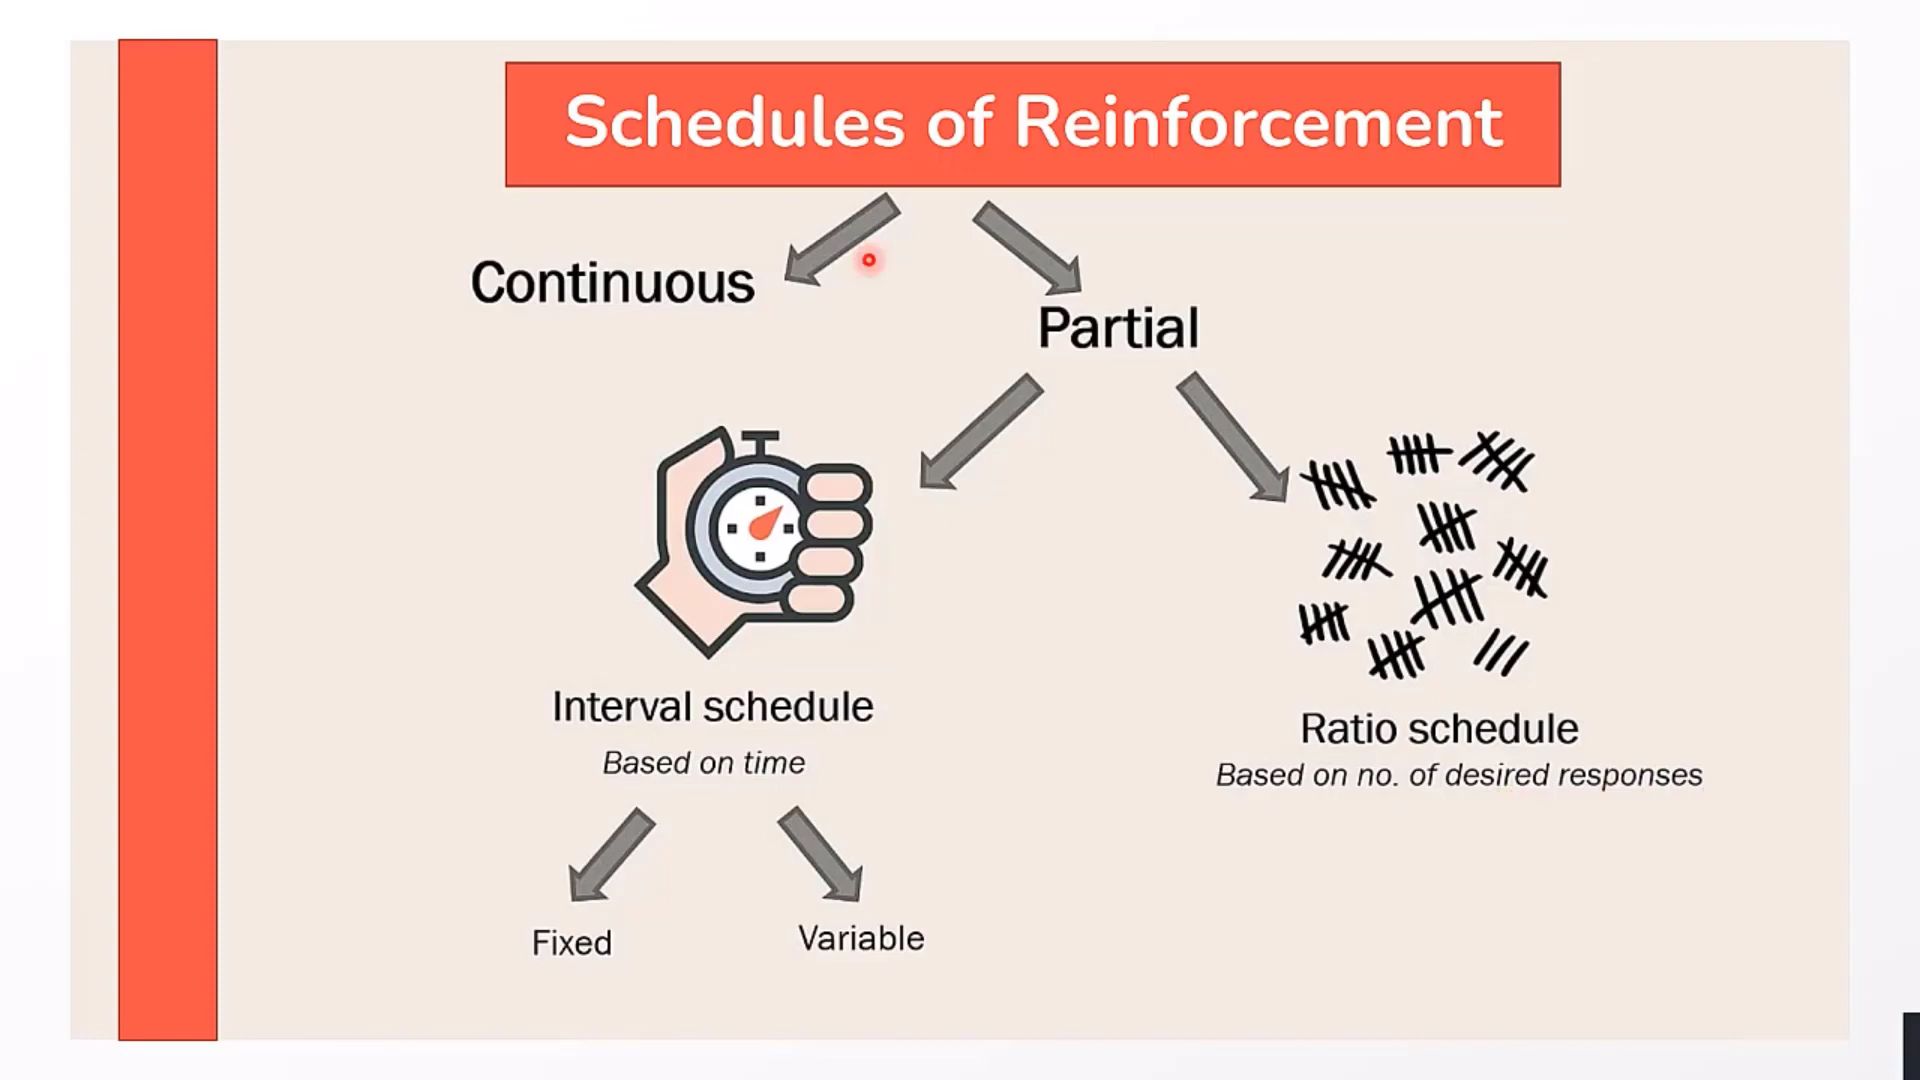 Schedules of Reinforcement
Continuous
Partial
Interval schedule
Based on time
Ratio schedule
Based on no. of desired responses
Fixed
Variable